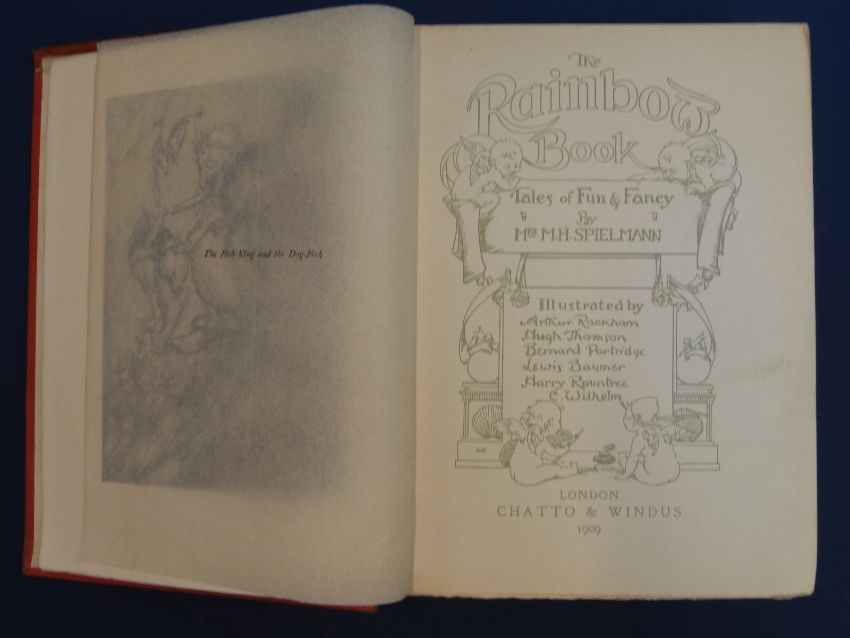 The Fish-King and the Dog-Fish
The
Rainbow
Book
Tales of Fun & Fancy
By
Mrs M.H. SPIELMANN
Illustrated by
Arthur Rackham
Hugh Thomson
Bernard Partridge
Lewis Baumer
Harry Rountree
C. Wilhelm
LONDON
CHATTO & WINDUS
1909